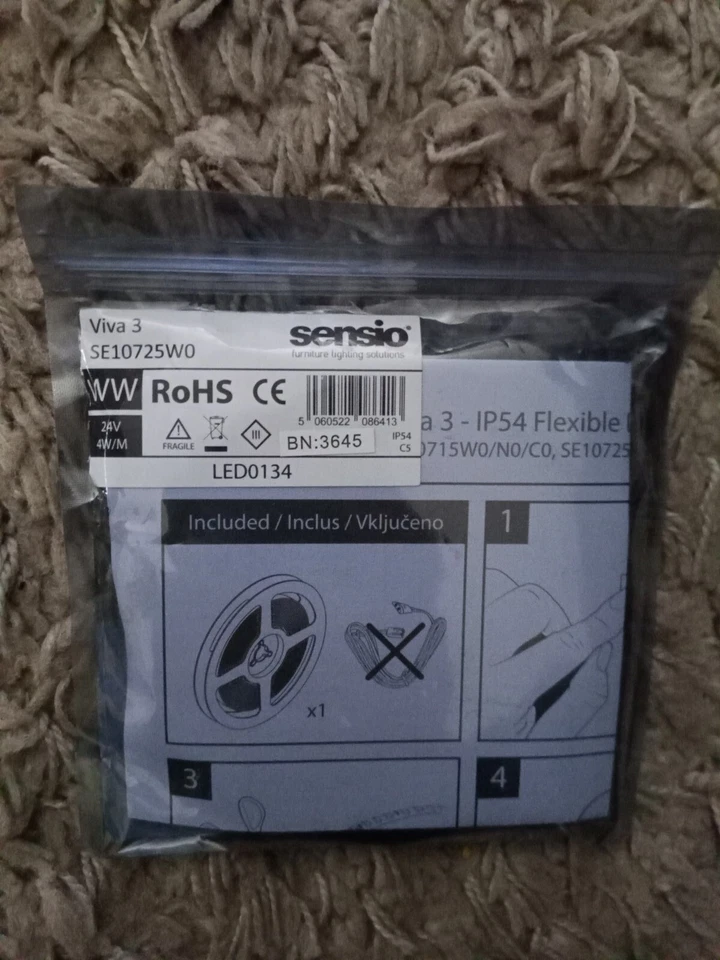 Viva 3
SE10725W0
sensio
furniture lighting solutions
WW
RoHS CE
24V
4W/M
FRAGILE
III
5 060522 086413
BN:3645
IP54
C5
LED0134
a 3 - IP54 Flexible
0715W0/N0/C0, SE10725
Included / Inclus / Vključeno
x1
1
3
4